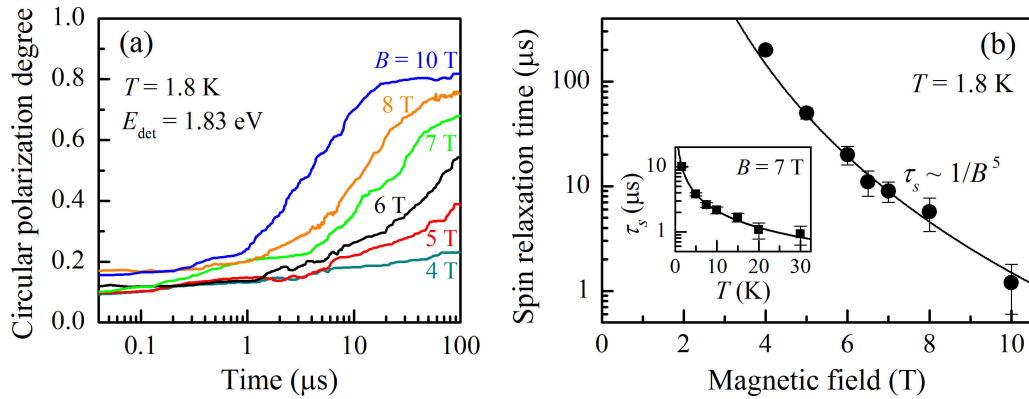 (a)
Circular polarization degree
1.0
0.8
0.6
0.4
0.2
0.0
T = 1.8 K
E_det = 1.83 eV
B = 10 T
8 T
7 T
6 T
5 T
4 T
0.1
1
10
100
Time (μs)
(b)
Spin relaxation time (μs)
100
10
1
T = 1.8 K
τ_s ~ 1/B^5
B = 7 T
τ_s (μs)
10
1
0
10
20
30
T (K)
0
2
4
6
8
10
Magnetic field (T)